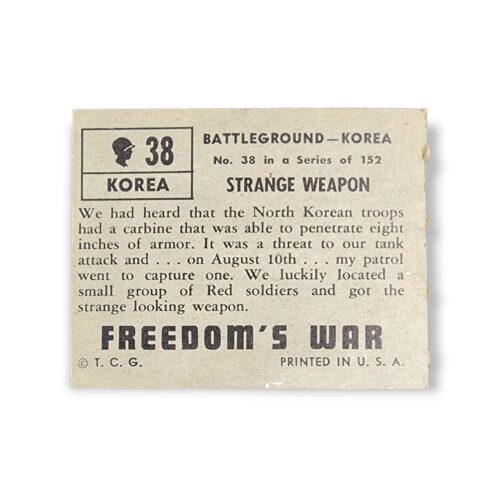 38
KOREA
BATTLEGROUND—KOREA
No. 38 in a Series of 152
STRANGE WEAPON
We had heard that the North Korean troops
had a carbine that was able to penetrate eight
inches of armor. It was a threat to our tank
attack and . . . on August 10th . . . my patrol
went to capture one. We luckily located a
small group of Red soldiers and got the
strange looking weapon.
FREEDOM'S WAR
© T. C. G.
PRINTED IN U. S. A.